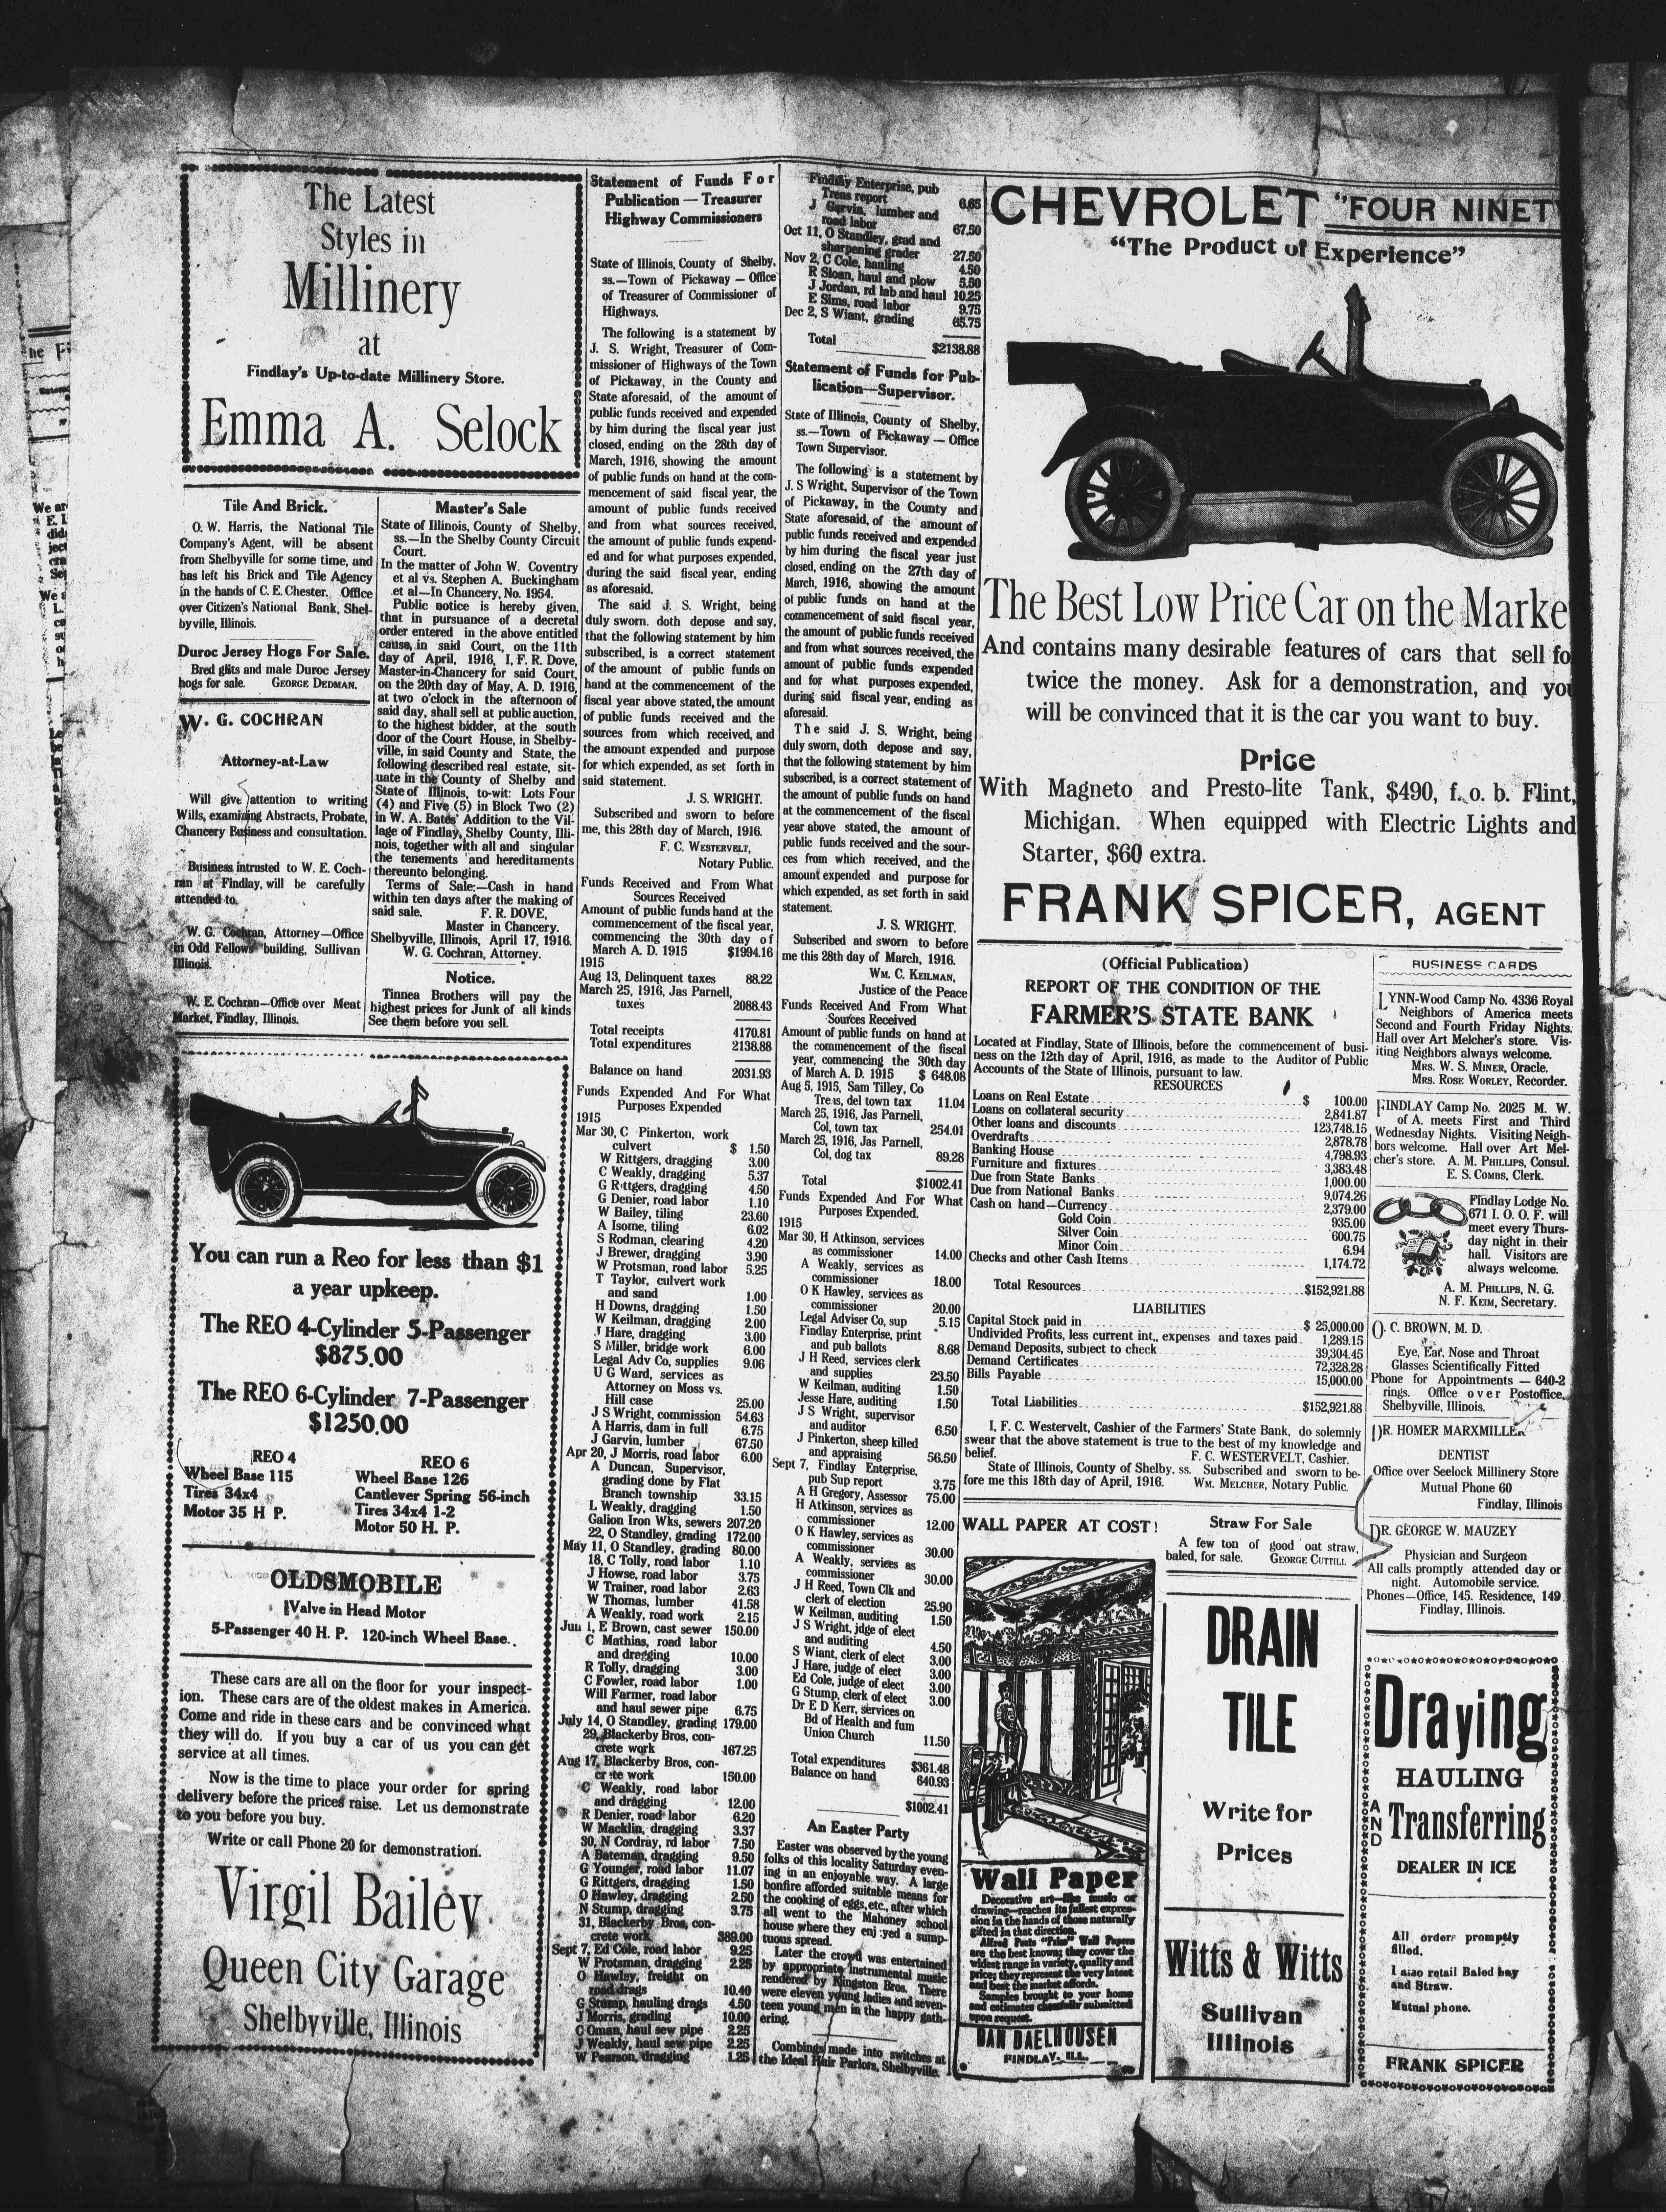 The Latest
Styles in
Millinery
at
Findlay's Up-to-date Millinery Store.
Emma A. Selock
Tile And Brick.
O. W. Harris, the National Tile
Company's Agent, will be absent
from Shelbyville for some time, and
has left his Brick and Tile Agency
in the hands of C. E. Chester. Office
over Citizen's National Bank, Shel-
byville, Illinois.
Duroc Jersey Hogs For Sale.
Bred gilts and male Duroc Jersey
hogs for sale. GEORGE DEDMAN.
W. G. COCHRAN
Attorney-at-Law
Will give attention to writing
Wills, examining Abstracts, Probate,
Chancery Business and consultation.
Business intrusted to W. E. Coch-
ran at Findlay, will be carefully
attended to.
W. G. Cochran, Attorney—Office
in Odd Fellows building, Sullivan
Illinois.
W. E. Cochran—Office over Meat
Market, Findlay, Illinois.
Master's Sale
State of Illinois, County of Shelby,
ss.—In the Shelby County Circuit
Court.
In the matter of John W. Coventry
et al vs. Stephen A. Buckingham
et al—In Chancery, No. 1954.
Public notice is hereby given,
that in pursuance of a decretal
order entered in the above entitled
cause, in said Court, on the 11th
day of April, 1916, I, F. R. Dove,
Master-in-Chancery for said Court,
on the 20th day of May, A. D. 1916,
at two o'clock in the afternoon of
said day, shall sell at public auction,
to the highest bidder, at the south
door of the Court House, in Shelby-
ville, in said County and State, the
following described real estate, sit-
uate in the County of Shelby and
State of Illinois, to-wit: Lots Four
(4) and Five (5) in Block Two (2)
in W. A. Bates' Addition to the Vil-
lage of Findlay, Shelby County, Illi-
nois, together with all and singular
the tenements and hereditaments
thereunto belonging.
Terms of Sale:—Cash in hand
within ten days after the making of
said sale. F. R. DOVE,
Master in Chancery.
Shelbyville, Illinois, April 17, 1916.
W. G. Cochran, Attorney.
Notice.
Tinnea Brothers will pay the
highest prices for Junk of all kinds
See them before you sell.
You can run a Reo for less than $1
a year upkeep.
The REO 4-Cylinder 5-Passenger
$875.00
The REO 6-Cylinder 7-Passenger
$1250.00
REO 4
Wheel Base 115
Tires 34x4
Motor 35 H P.
REO 6
Wheel Base 126
Cantlever Spring 56-inch
Tires 34x4 1-2
Motor 50 H. P.
OLDSMOBILE
Valve in Head Motor
5-Passenger 40 H. P. 120-inch Wheel Base.
These cars are all on the floor for your inspect-
ion. These cars are of the oldest makes in America.
Come and ride in these cars and be convinced what
they will do. If you buy a car of us you can get
service at all times.
Now is the time to place your order for spring
delivery before the prices raise. Let us demonstrate
to you before you buy.
Write or call Phone 20 for demonstration.
Virgil Bailey
Queen City Garage
Shelbyville, Illinois
Statement of Funds For
Publication — Treasurer
Highway Commissioners
State of Illinois, County of Shelby,
ss.—Town of Pickaway — Office
of Treasurer of Commissioner of
Highways.
The following is a statement by
J. S. Wright, Treasurer of Com-
missioner of Highways of the Town
of Pickaway, in the County and
State aforesaid, of the amount of
public funds received and expended
by him during the fiscal year just
closed, ending on the 28th day of
March, 1916, showing the amount
of public funds on hand at the com-
mencement of said fiscal year, the
amount of public funds received
and from what sources received,
the amount of public funds expend-
ed and for what purposes expended,
during the said fiscal year, ending
as aforesaid.
The said J. S. Wright, being
duly sworn. doth depose and say,
that the following statement by him
subscribed, is a correct statement
of the amount of public funds on
hand at the commencement of the
fiscal year above stated, the amount
of public funds received and the
sources from which received, and
the amount expended and purpose
for which expended, as set forth in
said statement.
J. S. WRIGHT.
Subscribed and sworn to before
me, this 28th day of March, 1916.
F. C. WESTERVELT,
Notary Public.
Funds Received and From What
Sources Received
Amount of public funds hand at the
commencement of the fiscal year,
commencing the 30th day of
March A. D. 1915 $1994.16
1915
Aug 13, Delinquent taxes 88.22
March 25, 1916, Jas Parnell,
taxes 2088.43
Total receipts 4170.81
Total expenditures 2138.88
Balance on hand 2031.93
Funds Expended And For What
Purposes Expended
1915
Mar 30, C Pinkerton, work
culvert $ 1.50
W Rittgers, dragging 3.00
C Weakly, dragging 5.37
G Rittgers, dragging 4.50
G Denier, road labor 1.10
W Bailey, tiling 23.60
A Isome, tiling 6.02
S Rodman, clearing 4.20
J Brewer, dragging 3.90
W Protsman, road labor 5.25
T Taylor, culvert work
and sand 1.00
H Downs, dragging 1.50
W Keilman, dragging 2.00
J Hare, dragging 3.00
S Miller, bridge work 6.00
Legal Adv Co, supplies 9.06
U G Ward, services as
Attorney on Moss vs.
Hill case 25.00
J S Wright, commission 54.63
A Harris, dam in full 6.75
J Garvin, lumber 67.50
Apr 20, J Morris, road labor 6.00
A Duncan, Supervisor,
grading done by Flat
Branch township 33.15
L Weakly, dragging 1.50
Galion Iron Wks, sewers 207.20
22, O Standley, grading 172.00
May 11, O Standley, grading 80.00
18, C Tolly, road labor 1.10
J Howse, road labor 3.75
W Trainer, road labor 2.63
W Thomas, lumber 41.58
A Weakly, road work 2.15
Jun 1, E Brown, cast sewer 150.00
C Mathias, road labor
and dregging 10.00
R Tolly, dragging 3.00
C Fowler, road labor 1.00
Will Farmer, road labor
and haul sewer pipe 6.75
July 14, O Standley, grading 179.00
29, Blackerby Bros, con-
crete work 167.25
Aug 17, Blackerby Bros, con-
crete work 150.00
C Weakly, road labor
and dragging 12.00
R Denier, road labor 6.20
W Macklin, dragging 3.37
30, N Cordray, rd labor 7.50
A Bateman, dragging 9.50
G Younger, road labor 11.07
G Rittgers, dragging 1.50
O Hawley, dragging 2.50
N Stump, dragging 3.75
31, Blackerby Bros, con-
crete work 389.00
Sept 7, Ed Cole, road labor 9.25
W Protsman, dragging 2.25
O Hawley, freight on
road drags 10.40
G Stump, hauling drags 4.50
J Morris, grading 10.00
C Oman, haul sew pipe 2.25
J Weakly, haul sew pipe 2.25
W Pearson, dragging 1.25
Findlay Enterprise, pub
Treas report 6.65
J Garvin, lumber and
road labor 67.50
Oct 11, O Standley, grad and
sharpening grader 27.50
Nov 2, C Cole, hauling 4.50
R Sloan, haul and plow 5.50
J Jordan, rd lab and haul 10.25
E Sims, road labor 9.75
Dec 2, S Wiant, grading 65.75
Total $2138.88
Statement of Funds for Pub-
lication—Supervisor.
State of Illinois, County of Shelby,
ss.—Town of Pickaway — Office
Town Supervisor.
The following is a statement by
J. S Wright, Supervisor of the Town
of Pickaway, in the County and
State aforesaid, of the amount of
public funds received and expended
by him during the fiscal year just
closed, ending on the 27th day of
March, 1916, showing the amount
of public funds on hand at the
commencement of said fiscal year,
the amount of public funds received
and from what sources received, the
amount of public funds expended
and for what purposes expended,
during said fiscal year, ending as
aforesaid.
The said J. S. Wright, being
duly sworn, doth depose and say,
that the following statement by him
subscribed, is a correct statement of
the amount of public funds on hand
at the commencement of the fiscal
year above stated, the amount of
public funds received and the sour-
ces from which received, and the
amount expended and purpose for
which expended, as set forth in said
statement.
J. S. WRIGHT.
Subscribed and sworn to before
me this 28th day of March, 1916.
WM. C. KEILMAN,
Justice of the Peace
Funds Received And From What
Sources Received
Amount of public funds on hand at
the commencement of the fiscal
year, commencing the 30th day
of March A. D. 1915 $ 648.08
Aug 5, 1915, Sam Tilley, Co
Treas, del town tax 11.04
March 25, 1916, Jas Parnell,
Col, town tax 254.01
March 25, 1916, Jas Parnell,
Col, dog tax 89.28
Total $1002.41
Funds Expended And For What
Purposes Expended.
1915
Mar 30, H Atkinson, services
as commissioner 14.00
A Weakly, services as
commissioner 18.00
O K Hawley, services as
commissioner 20.00
Legal Adviser Co, sup 5.15
Findlay Enterprise, print
and pub ballots 8.68
J H Reed, services clerk
and supplies 23.50
W Keilman, auditing 1.50
Jesse Hare, auditing 1.50
J S Wright, supervisor
and auditor 6.50
J Pinkerton, sheep killed
and appraising 56.50
Sept 7, Findlay Enterprise,
pub Sup report 3.75
A H Gregory, Assessor 75.00
H Atkinson, services as
commissioner 12.00
O K Hawley, services as
commissioner 30.00
A Weakly, services as
commissioner 30.00
J H Reed, Town Clk and
clerk of election 25.90
W Keilman, auditing 1.50
J S Wright, jdge of elect
and auditing 4.50
S Wiant, clerk of elect 3.00
J Hare, judge of elect 3.00
Ed Cole, judge of elect 3.00
G Stump, clerk of elect 3.00
Dr E D Kerr, services on
Bd of Health and fum
Union Church 11.50
Total expenditures $361.48
Balance on hand 640.93
$1002.41
An Easter Party
Easter was observed by the young
folks of this locality Saturday even-
ing in an enjoyable way. A large
bonfire afforded suitable means for
the cooking of eggs, etc., after which
all went to the Mahoney school
house where they enj:yed a sump-
tuous spread.
Later the crowd was entertained
by appropriate instrumental music
rendered by Kingston Bros. There
were eleven young ladies and seven-
teen young men in the happy gath-
ering.
Combings made into switches at
the Ideal Hair Parlors, Shelbyville.
CHEVROLET "FOUR NINET
"The Product of Experience"
The Best Low Price Car on the Marke
And contains many desirable features of cars that sell fo
twice the money. Ask for a demonstration, and you
will be convinced that it is the car you want to buy.
Price
With Magneto and Presto-lite Tank, $490, f. o. b. Flint,
Michigan. When equipped with Electric Lights and
Starter, $60 extra.
FRANK SPICER, AGENT
(Official Publication)
REPORT OF THE CONDITION OF THE
FARMER'S STATE BANK
Located at Findlay, State of Illinois, before the commencement of busi-
ness on the 12th day of April, 1916, as made to the Auditor of Public
Accounts of the State of Illinois, pursuant to law.
RESOURCES
Loans on Real Estate $ 100.00
Loans on collateral security 2,841.87
Other loans and discounts 123,748.15
Overdrafts 2,878.78
Banking House 4,798.93
Furniture and fixtures 3,383.48
Due from State Banks 1,000.00
Due from National Banks 9,074.26
Cash on hand—Currency 2,379.00
Gold Coin 935.00
Silver Coin 600.75
Minor Coin 6.94
Checks and other Cash Items 1,174.72
Total Resources $152,921.88
LIABILITIES
Capital Stock paid in $ 25,000.00
Undivided Profits, less current int., expenses and taxes paid 1,289.15
Demand Deposits, subject to check 39,304.45
Demand Certificates 72,328.28
Bills Payable 15,000.00
Total Liabilities $152,921.88
I, F. C. Westervelt, Cashier of the Farmers' State Bank, do solemnly
swear that the above statement is true to the best of my knowledge and
belief. F. C. WESTERVELT, Cashier.
State of Illinois, County of Shelby. ss. Subscribed and sworn to be-
fore me this 18th day of April, 1916. WM. MELCHER, Notary Public.
WALL PAPER AT COST!
Wall Paper
Decorative art—like music or
drawing—reaches its fullest expres-
sion in the hands of those naturally
gifted in that direction.
Alfred Peats "Prize" Wall Papers
are the best known; they cover the
widest range in variety, quality and
price; they represent the very latest
and best the market affords.
Samples brought to your home
and estimates cheerfully submitted
upon request.
DAN DAELHOUSEN
FINDLAY, ILL.
Straw For Sale
A few ton of good oat straw,
baled, for sale. GEORGE CUTTILL
DRAIN
TILE
Write for
Prices
Witts & Witts
Sullivan
Illinois
BUSINESS CARDS
LYNN-Wood Camp No. 4336 Royal
Neighbors of America meets
Second and Fourth Friday Nights.
Hall over Art Melcher's store. Vis-
iting Neighbors always welcome.
MRS. W. S. MINER, Oracle.
MRS. ROSE WORLEY, Recorder.
FINDLAY Camp No. 2025 M. W.
of A. meets First and Third
Wednesday Nights. Visiting Neigh-
bors welcome. Hall over Art Mel-
cher's store. A. M. PHILLIPS, Consul.
E. S. COMBS, Clerk.
Findlay Lodge No.
671 I. O. O. F. will
meet every Thurs-
day night in their
hall. Visitors are
always welcome.
A. M. PHILLIPS, N. G.
N. F. KEIM, Secretary.
O. C. BROWN, M. D.
Eye, Ear, Nose and Throat
Glasses Scientifically Fitted
Phone for Appointments — 640-2
rings. Office over Postoffice,
Shelbyville, Illinois.
DR. HOMER MARXMILLER
DENTIST
Office over Seelock Millinery Store
Mutual Phone 60
Findlay, Illinois
DR. GEORGE W. MAUZEY
Physician and Surgeon
All calls promptly attended day or
night. Automobile service.
Phones—Office, 145. Residence, 149
Findlay, Illinois.
Draying
HAULING
AND
Transferring
DEALER IN ICE
All orders promptly
filled.
I also retail Baled hay
and Straw.
Mutual phone.
FRANK SPICER